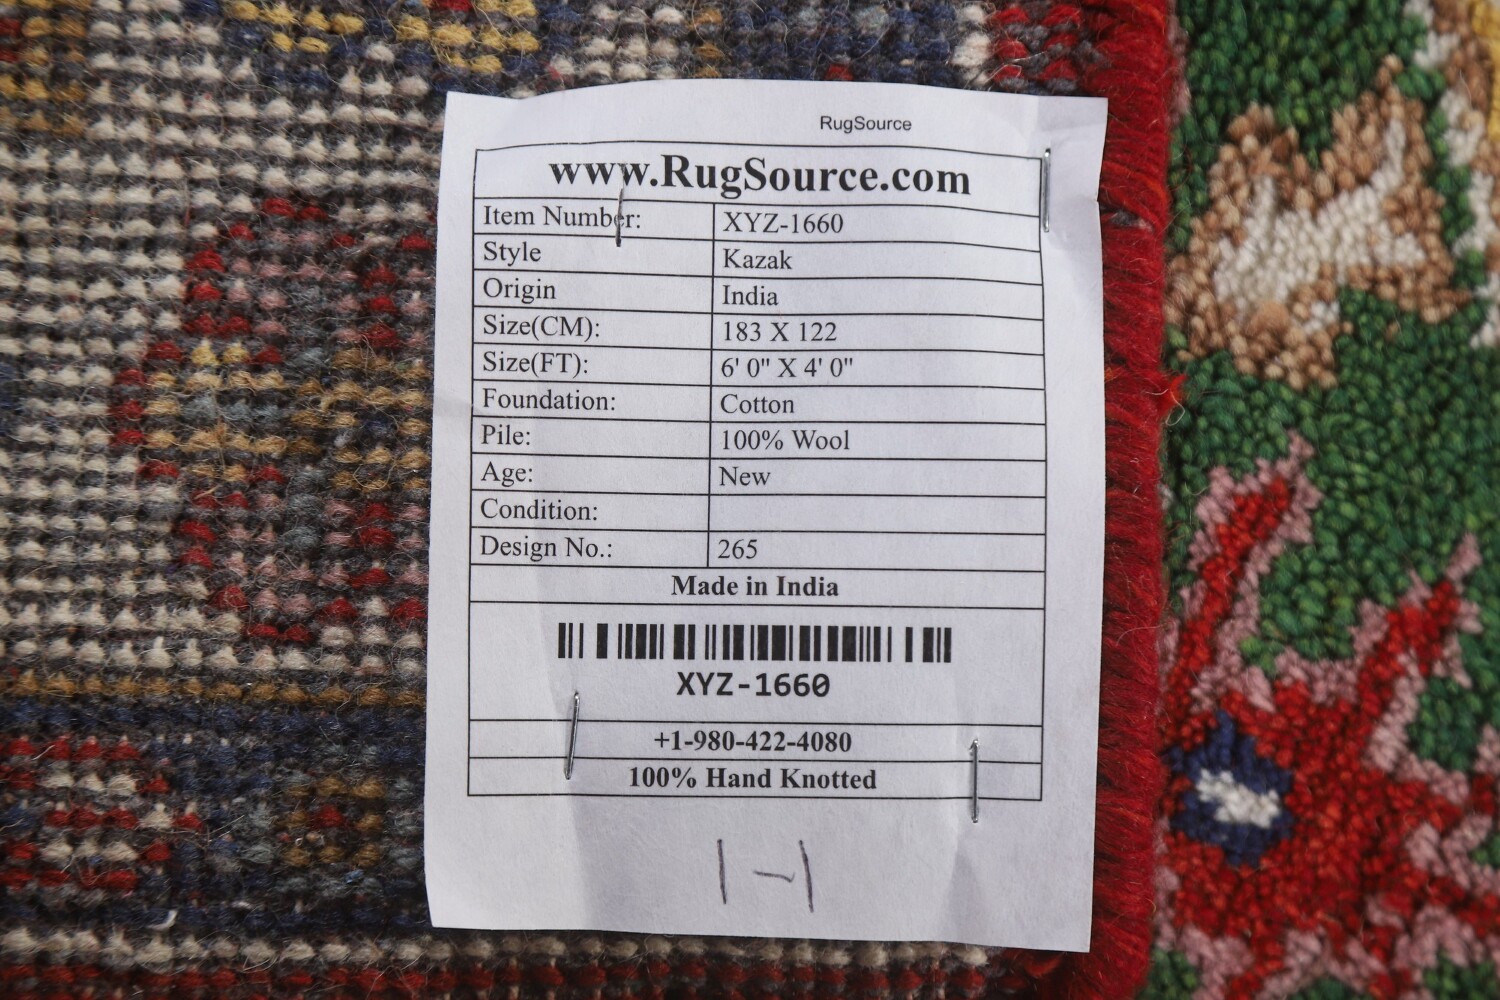 RugSource
www.RugSource.com
Item Number: XYZ-1660
Style Kazak
Origin India
Size(CM): 183 X 122
Size(FT): 6' 0" X 4' 0"
Foundation: Cotton
Pile: 100% Wool
Age: New
Condition:
Design No.: 265
Made in India
XYZ-1660
+1-980-422-4080
100% Hand Knotted
1-1